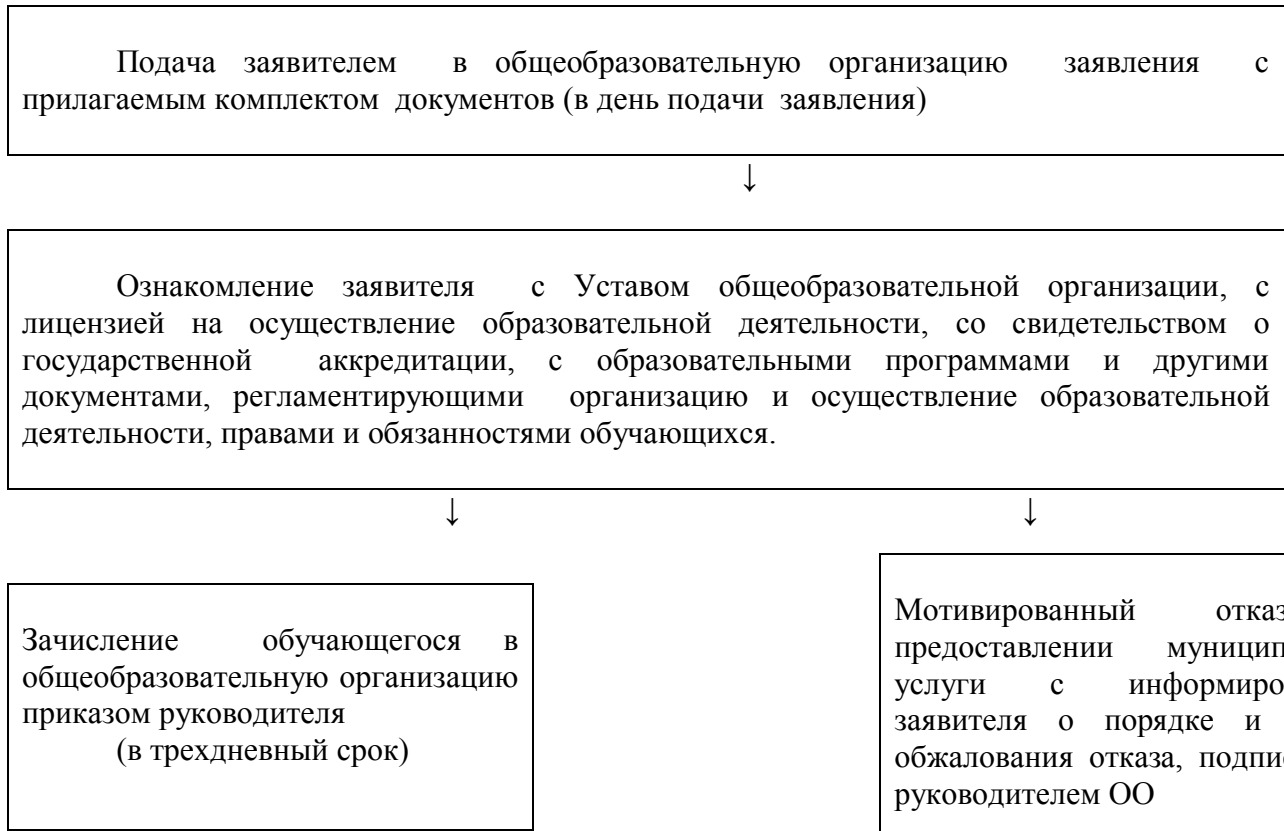 Подача заявителем в общеобразовательную организацию заявления с
прилагаемым комплектом документов (в день подачи заявления)
↓
Ознакомление заявителя с Уставом общеобразовательной организации, с
лицензией на осуществление образовательной деятельности, со свидетельством о
государственной аккредитации, с образовательными программами и другими
документами, регламентирующими организацию и осуществление образовательной
деятельности, правами и обязанностями обучающихся.
↓ ↓
Зачисление обучающегося в
общеобразовательную организацию
приказом руководителя
(в трехдневный срок)
Мотивированный отказ
предоставлении
услуги с
заявителя о порядке и
обжалования отказа,
руководителем ОО